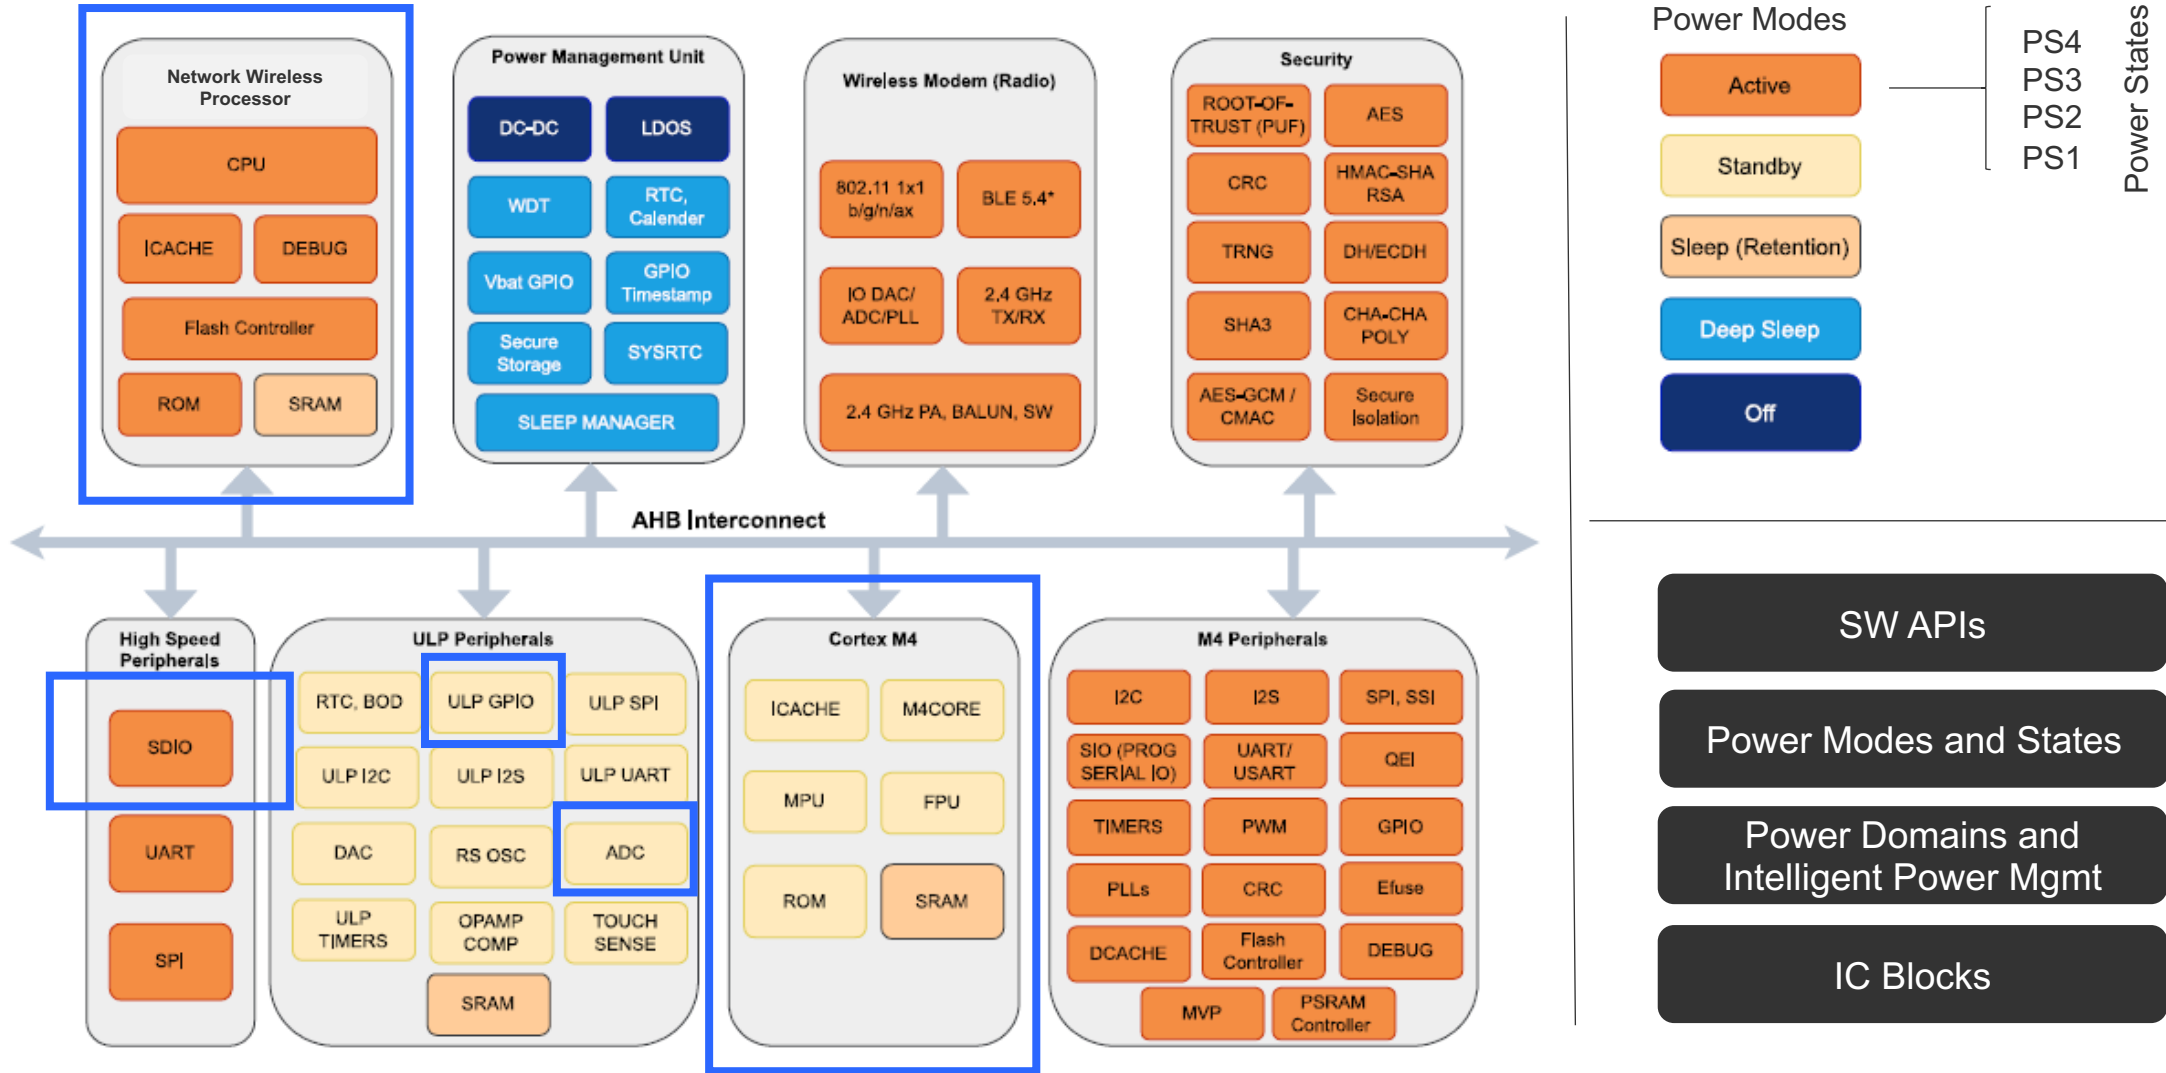 Network Wireless
Processor
CPU
ICACHE
DEBUG
Flash Controller
ROM
SRAM
Power Management Unit
DC-DC
LDOS
WDT
RTC,
Calender
Vbat GPIO
GPIO
Timestamp
Secure
Storage
SYSRTC
SLEEP MANAGER
Wireless Modem (Radio)
802.11 1x1
b/g/n/ax
BLE 5.4*
IO DAC/
ADC/PLL
2.4 GHz
TX/RX
2.4 GHz PA, BALUN, SW
Security
ROOT-OF-
TRUST (PUF)
AES
CRC
HMAC-SHA
RSA
TRNG
DH/ECDH
SHA3
CHA-CHA
POLY
AES-GCM /
CMAC
Secure
Isolation
AHB Interconnect
High Speed
Peripherals
SDIO
UART
SPI
ULP Peripherals
RTC, BOD
ULP GPIO
ULP SPI
ULP I2C
ULP I2S
ULP UART
DAC
RS OSC
ADC
ULP
TIMERS
OPAMP
COMP
TOUCH
SENSE
SRAM
Cortex M4
ICACHE
M4CORE
MPU
FPU
ROM
SRAM
M4 Peripherals
I2C
I2S
SPI, SSI
SIO (PROG
SERIAL IO)
UART/
USART
QEI
TIMERS
PWM
GPIO
PLLs
CRC
Efuse
DCACHE
Flash
Controller
DEBUG
MVP
PSRAM
Controller
Power Modes
Active
Standby
Sleep (Retention)
Deep Sleep
Off
PS4
PS3
PS2
PS1
Power States
SW APIs
Power Modes and States
Power Domains and
Intelligent Power Mgmt
IC Blocks